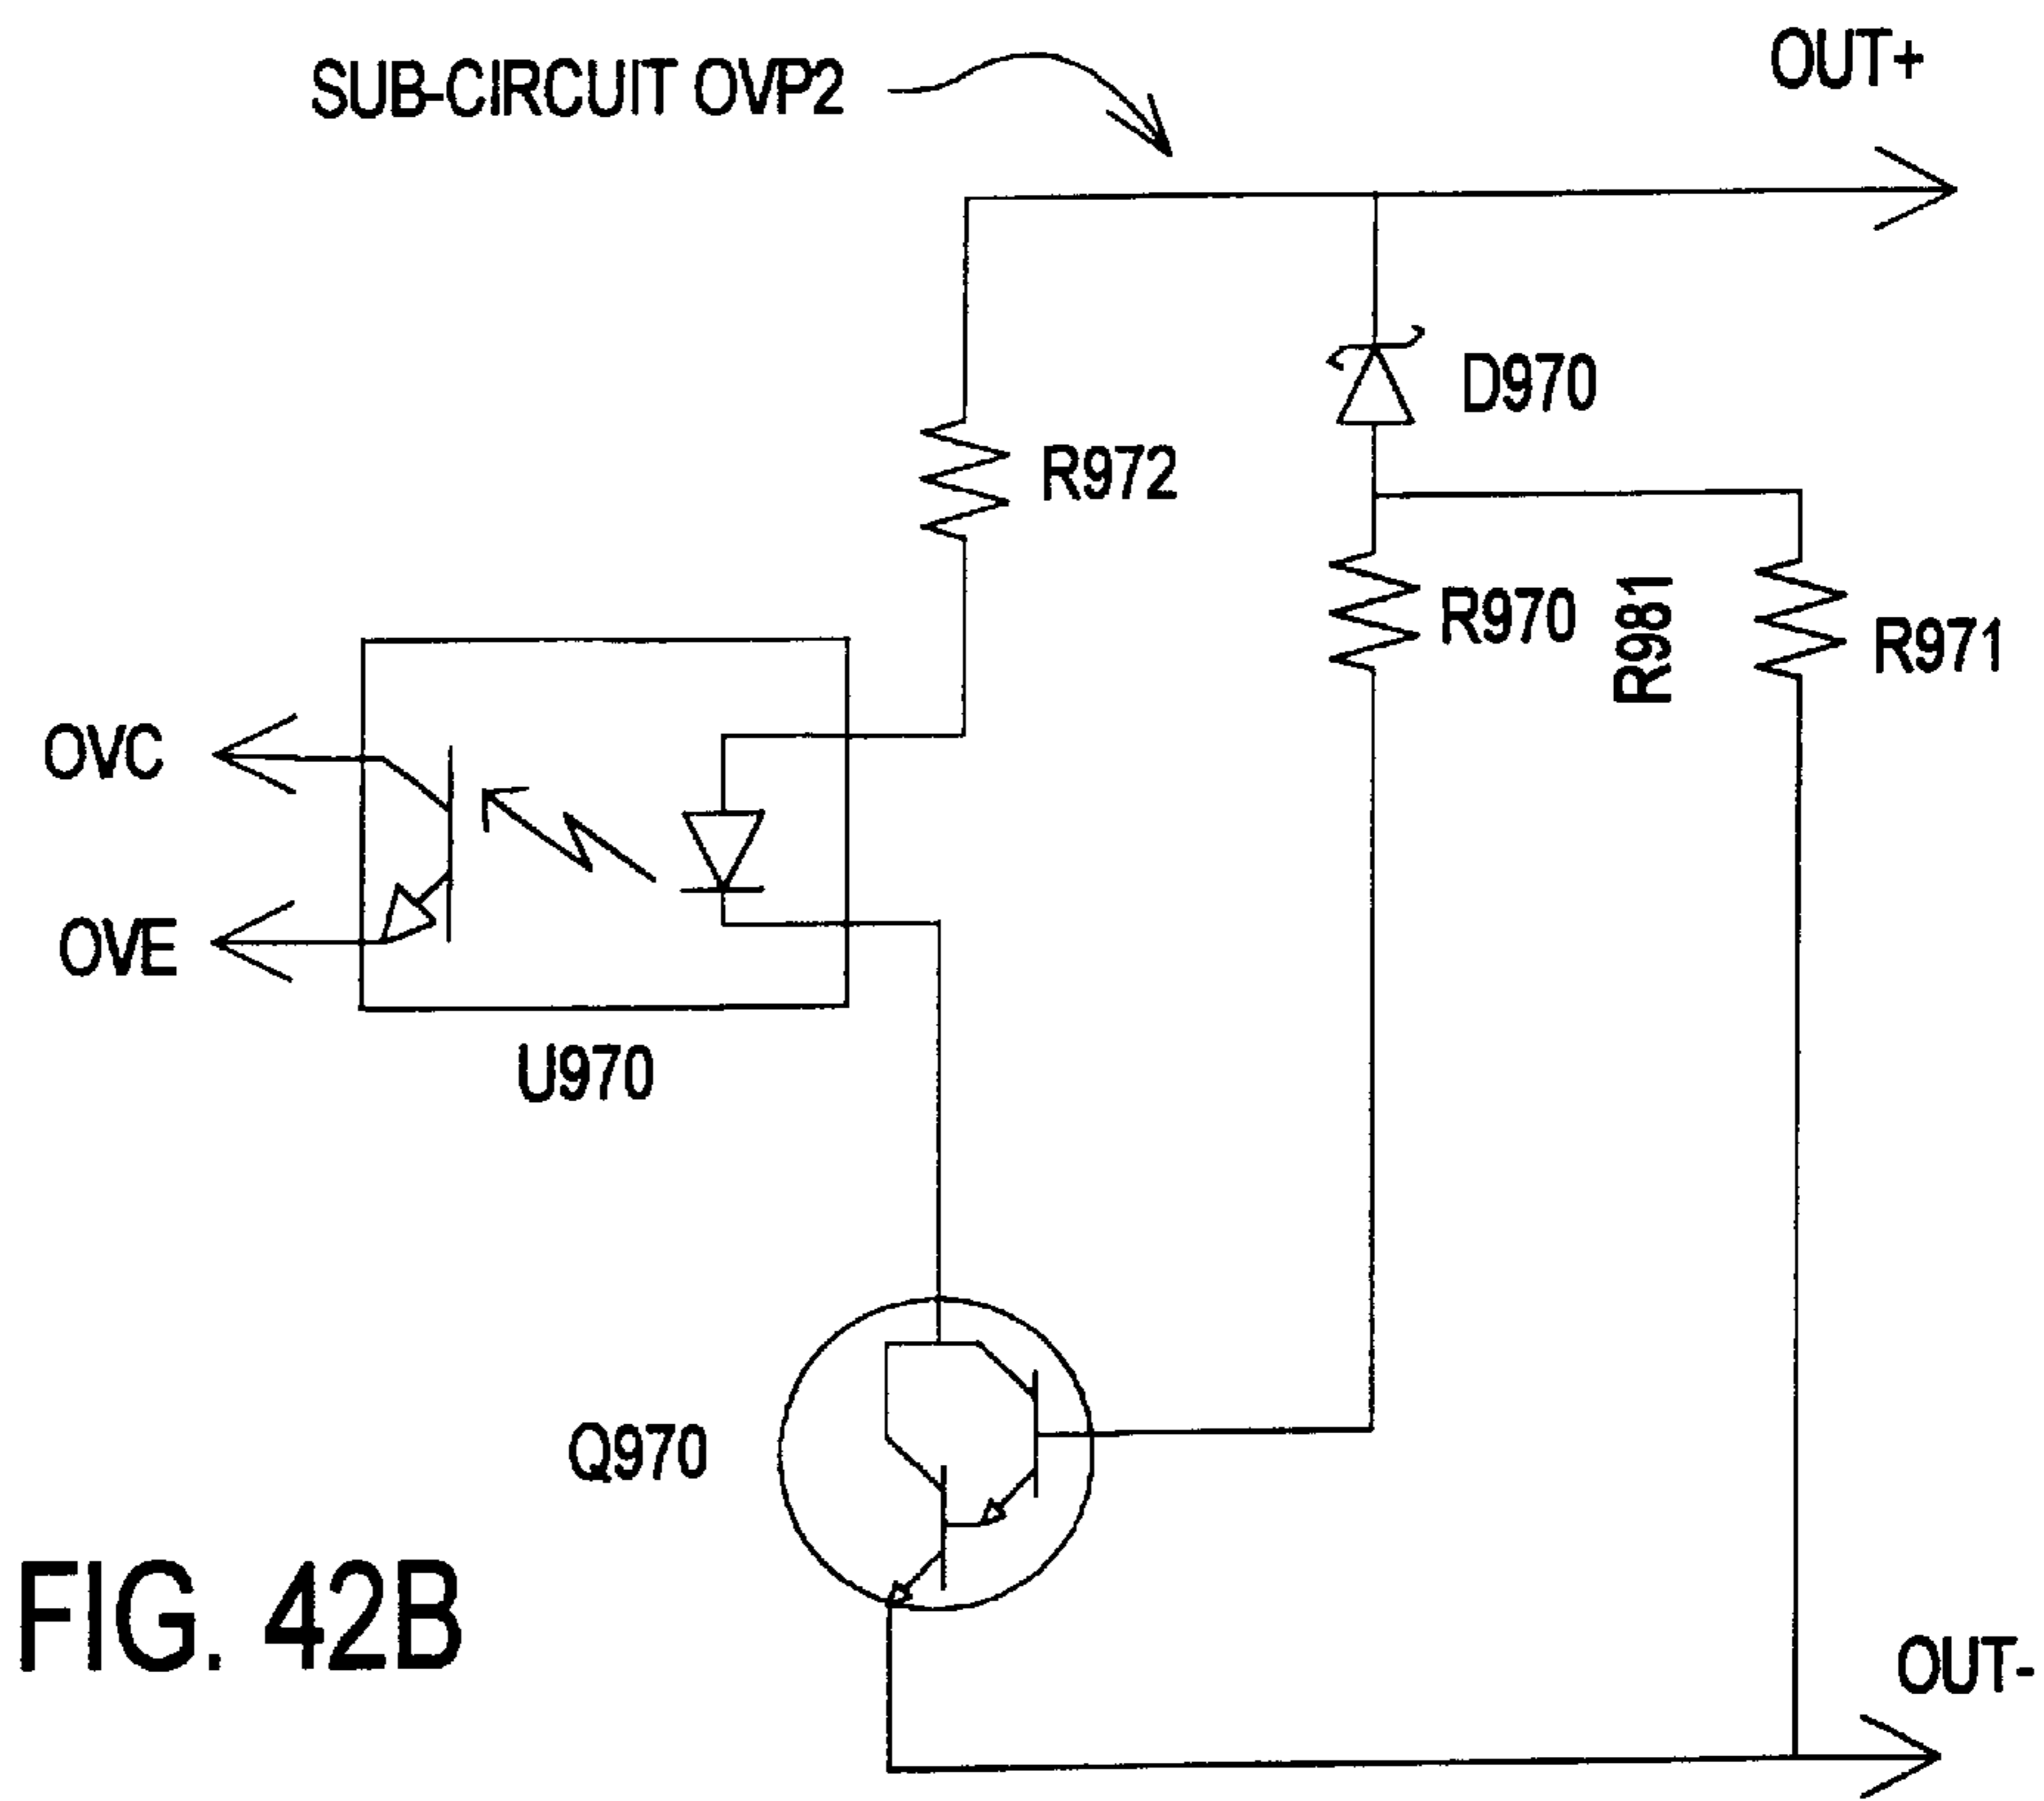 SUB-CIRCUIT OVP2
OUT+
D970
R972
R970
R981
R971
OVC
OVE
U970
Q970
FIG. 42B
OUT-